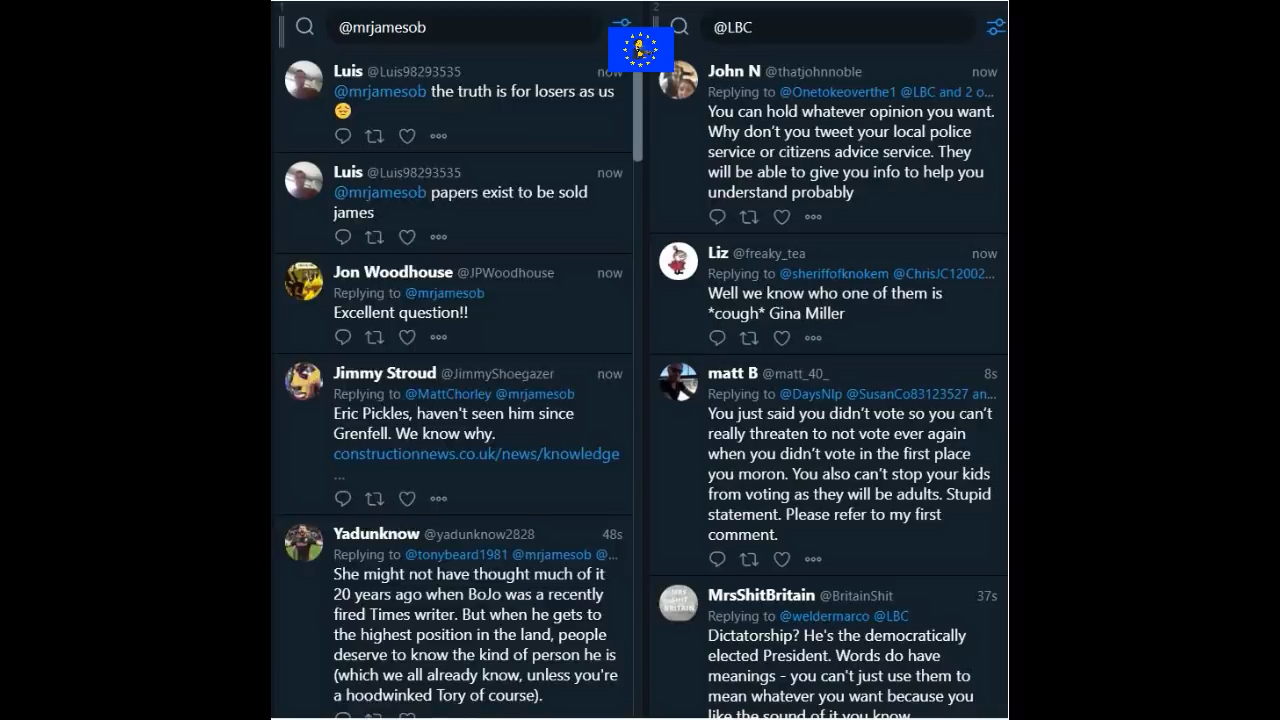 1
@mrjamesob
Luis @Luis98293535 now
@mrjamesob the truth is for losers as us
😔
Luis @Luis98293535 now
@mrjamesob papers exist to be sold
james
Jon Woodhouse @JPWoodhouse now
Replying to @mrjamesob
Excellent question!!
Jimmy Stroud @JimmyShoegazer now
Replying to @MattChorley @mrjamesob
Eric Pickles, haven't seen him since
Grenfell. We know why.
constructionnews.co.uk/news/knowledge
...
Yadunknow @yadunknow2828 48s
Replying to @tonybeard1981 @mrjamesob @...
She might not have thought much of it
20 years ago when BoJo was a recently
fired Times writer. But when he gets to
the highest position in the land, people
deserve to know the kind of person he is
(which we all already know, unless you're
a hoodwinked Tory of course).
2
@LBC
John N @thatjohnnoble now
Replying to @Onetokeoverthe1 @LBC and 2 o...
You can hold whatever opinion you want.
Why don't you tweet your local police
service or citizens advice service. They
will be able to give you info to help you
understand probably
Liz @freaky_tea now
Replying to @sheriffofknokem @ChrisJC12002...
Well we know who one of them is
*cough* Gina Miller
matt B @matt_40_ 8s
Replying to @DaysNlp @SusanCo83123527 an...
You just said you didn't vote so you can't
really threaten to not vote ever again
when you didn't vote in the first place
you moron. You also can't stop your kids
from voting as they will be adults. Stupid
statement. Please refer to my first
comment.
MrsShitBritain @BritainShit 37s
Replying to @weldermarco @LBC
Dictatorship? He's the democratically
elected President. Words do have
meanings - you can't just use them to
mean whatever you want because you
like the sound of it you know